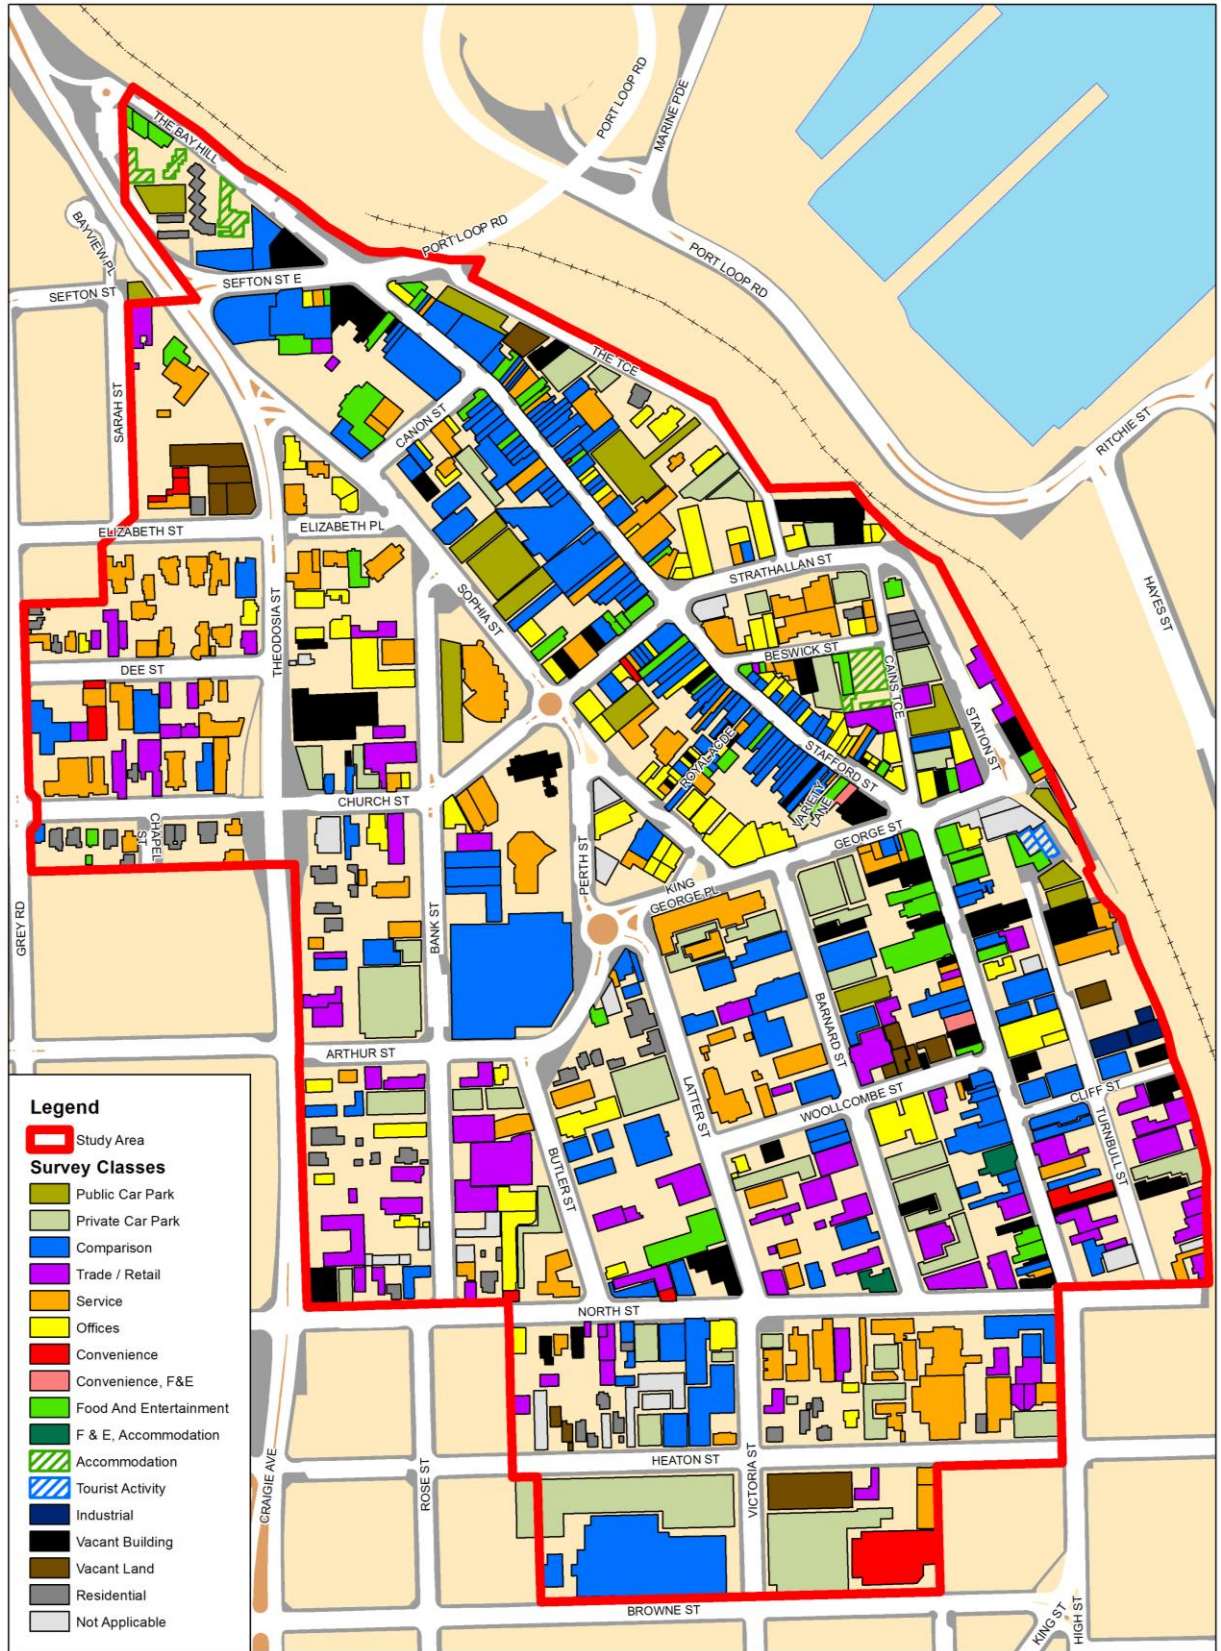 THE BAY HILL
PORT LOOP RD
MARINE PDE
PORT LOOP RD
PORT LOOP RD
BAYVIEW PL
SEFTON ST
SEFTON ST E
THE TCE
SARAH ST
CANON ST
RITCHIE ST
ELIZABETH ST
ELIZABETH PL
STRATHALLAN ST
HAYES ST
SOPHIA ST
THEODOSIA ST
DEE ST
BESWICK ST
CAINS TCE
STATION ST
ROYAL ACDE
STAFFORD ST
VARIETY
LANE
CHURCH ST
CHAPEL
ST
GEORGE ST
PERTH ST
KING
GEORGE PL
GREY RD
BANK ST
BARNARD ST
ARTHUR ST
LATTER ST
WOOLLCOMBE ST
CLIFF ST
TURNBULL ST
BUTLER ST
NORTH ST
HEATON ST
CRAIGIE AVE
ROSE ST
VICTORIA ST
BROWNE ST
KING ST
HIGH ST
Legend
Study Area
Survey Classes
Public Car Park
Private Car Park
Comparison
Trade / Retail
Service
Offices
Convenience
Convenience, F&E
Food And Entertainment
F & E, Accommodation
Accommodation
Tourist Activity
Industrial
Vacant Building
Vacant Land
Residential
Not Applicable